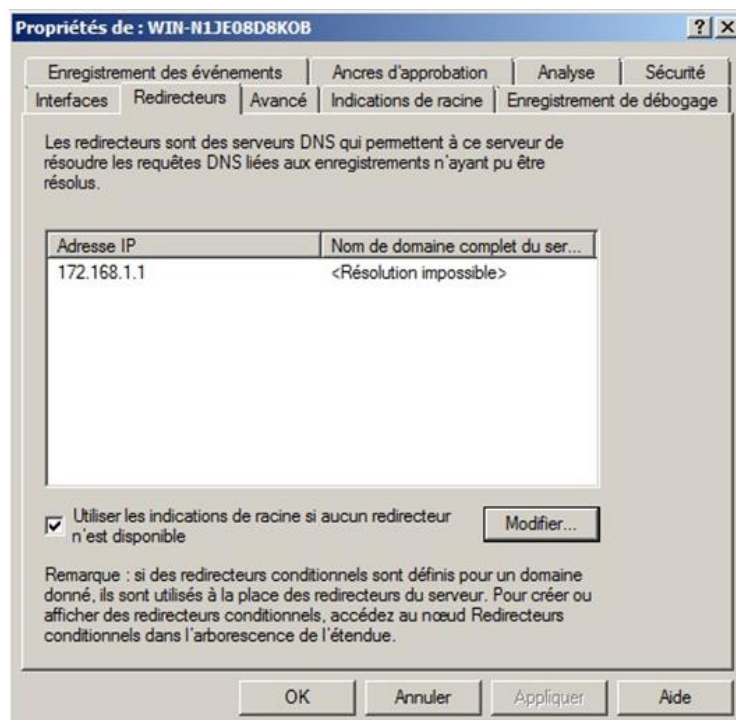 Propriétés de : WIN-N1JE08D8KOB
Enregistrement des événements
Ancres d'approbation
Analyse
Sécurité
Interfaces
Redirecteurs
Avancé
Indications de racine
Enregistrement de débogage
Les redirecteurs sont des serveurs DNS qui permettent à ce serveur de
résoudre les requêtes DNS liées aux enregistrements n'ayant pu être
résolus.
Adresse IP
Nom de domaine complet du ser...
172.168.1.1
<Résolution impossible>
Utiliser les indications de racine si aucun redirecteur
n'est disponible
Modifier...
Remarque : si des redirecteurs conditionnels sont définis pour un domaine
donné, ils sont utilisés à la place des redirecteurs du serveur. Pour créer ou
afficher des redirecteurs conditionnels, accédez au nœud Redirecteurs
conditionnels dans l'arborescence de l'étendue.
OK
Annuler
Appliquer
Aide